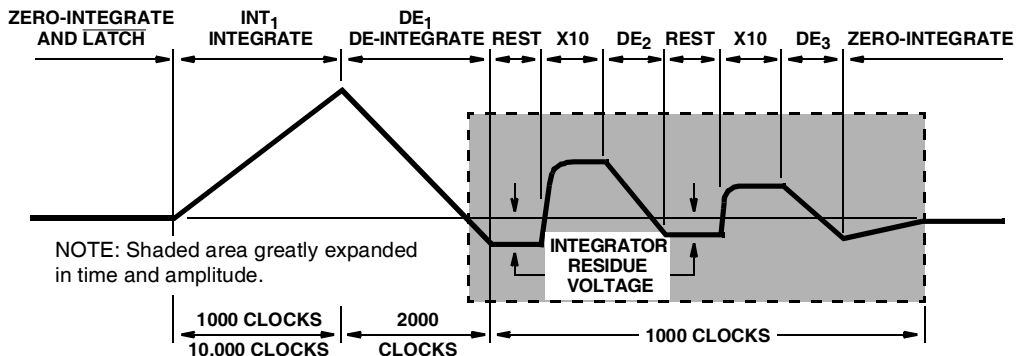 ZERO-INTEGRATE
AND LATCH
INT1
INTEGRATE
DE1
DE-INTEGRATE
REST
X10
DE2
REST
X10
DE3
ZERO-INTEGRATE
NOTE: Shaded area greatly expanded
in time and amplitude.
INTEGRATOR
RESIDUE
VOLTAGE
1000 CLOCKS
10.000 CLOCKS
2000
CLOCKS
1000 CLOCKS